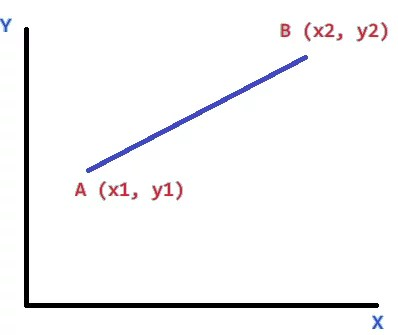 Y
B (x2, y2)
A (x1, y1)
X